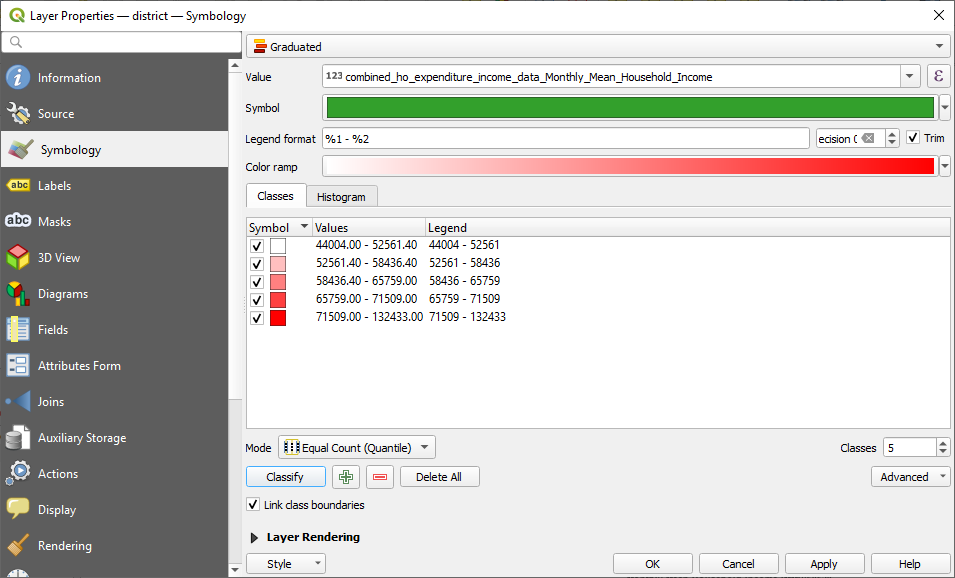 Layer Properties — district — Symbology
Graduated
Information
Value 123 combined_ho_expenditure_income_data_Monthly_Mean_Household_Income ε
Source
Symbol
Symbology
Legend format %1 - %2 ecision 0 Trim
Color ramp
abc Labels
Classes Histogram
abc Masks
Symbol Values Legend
44004.00 - 52561.40 44004 - 52561
3D View
52561.40 - 58436.40 52561 - 58436
58436.40 - 65759.00 58436 - 65759
Diagrams
65759.00 - 71509.00 65759 - 71509
71509.00 - 132433.00 71509 - 132433
Fields
Attributes Form
Joins
Auxiliary Storage
Mode Equal Count (Quantile) Classes 5
Actions
Classify Delete All Advanced
Display
Link class boundaries
Rendering
Layer Rendering
Style OK Cancel Apply Help